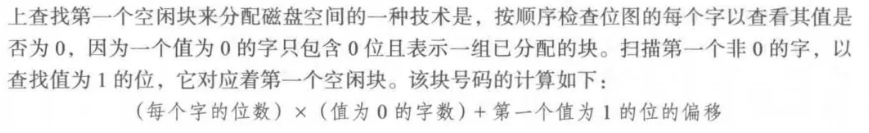 上查找第一个空闲块来分配磁盘空间的一种技术是，按顺序检查位图的每个字以查看其值是
否为 0，因为一个值为 0 的字只包含 0 位且表示一组已分配的块。扫描第一个非 0 的字，以
查找值为 1 的位，它对应着第一个空闲块。该块号码的计算如下：
（每个字的位数）×（值为 0 的字数）+ 第一个值为 1 的位的偏移